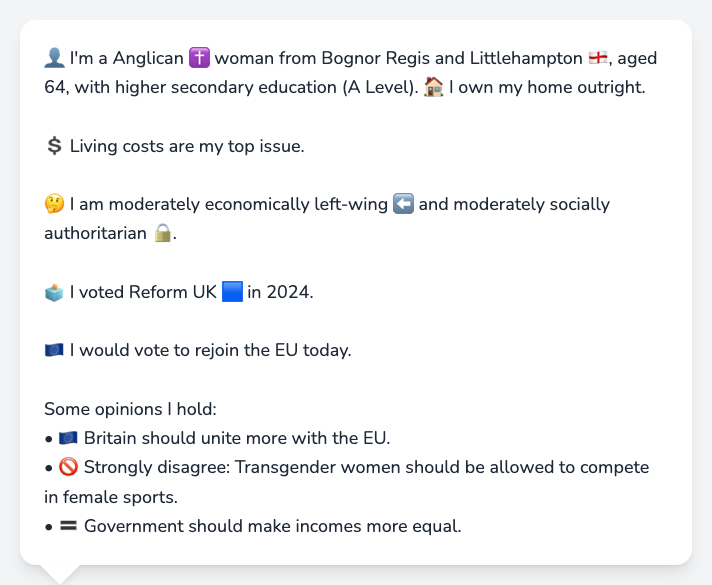 👤 I'm a Anglican ✝️ woman from Bognor Regis and Littlehampton 🏴󠁧󠁢󠁥󠁮󠁧󠁿, aged
64, with higher secondary education (A Level). 🏠 I own my home outright.
💲 Living costs are my top issue.
🤔 I am moderately economically left-wing ⬅️ and moderately socially
authoritarian 🔒.
🗳️ I voted Reform UK 🟦 in 2024.
🇪🇺 I would vote to rejoin the EU today.
Some opinions I hold:
• 🇪🇺 Britain should unite more with the EU.
• 🚫 Strongly disagree: Transgender women should be allowed to compete
in female sports.
• 🟰 Government should make incomes more equal.